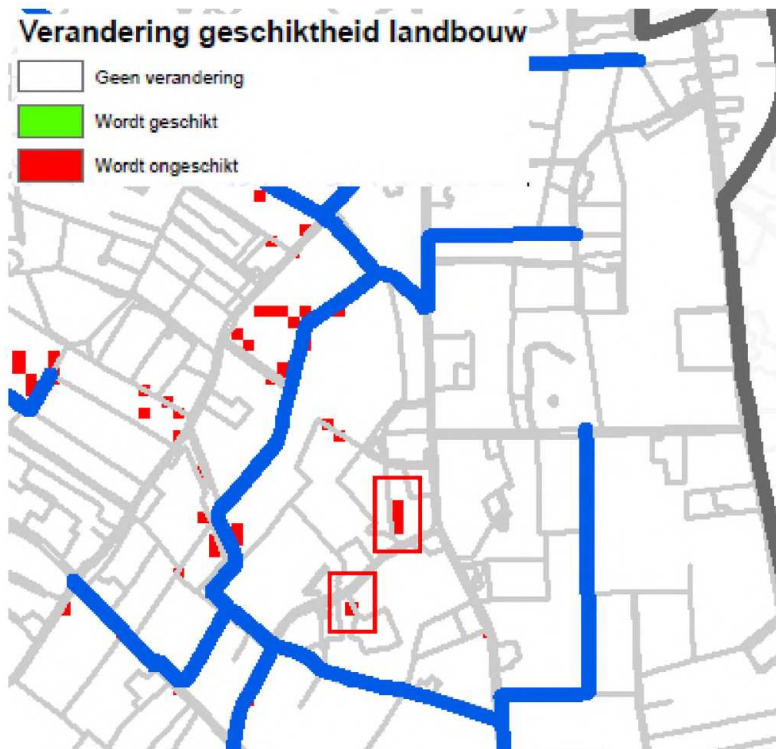 Verandering geschiktheid landbouw
Geen verandering
Wordt geschikt
Wordt ongeschikt